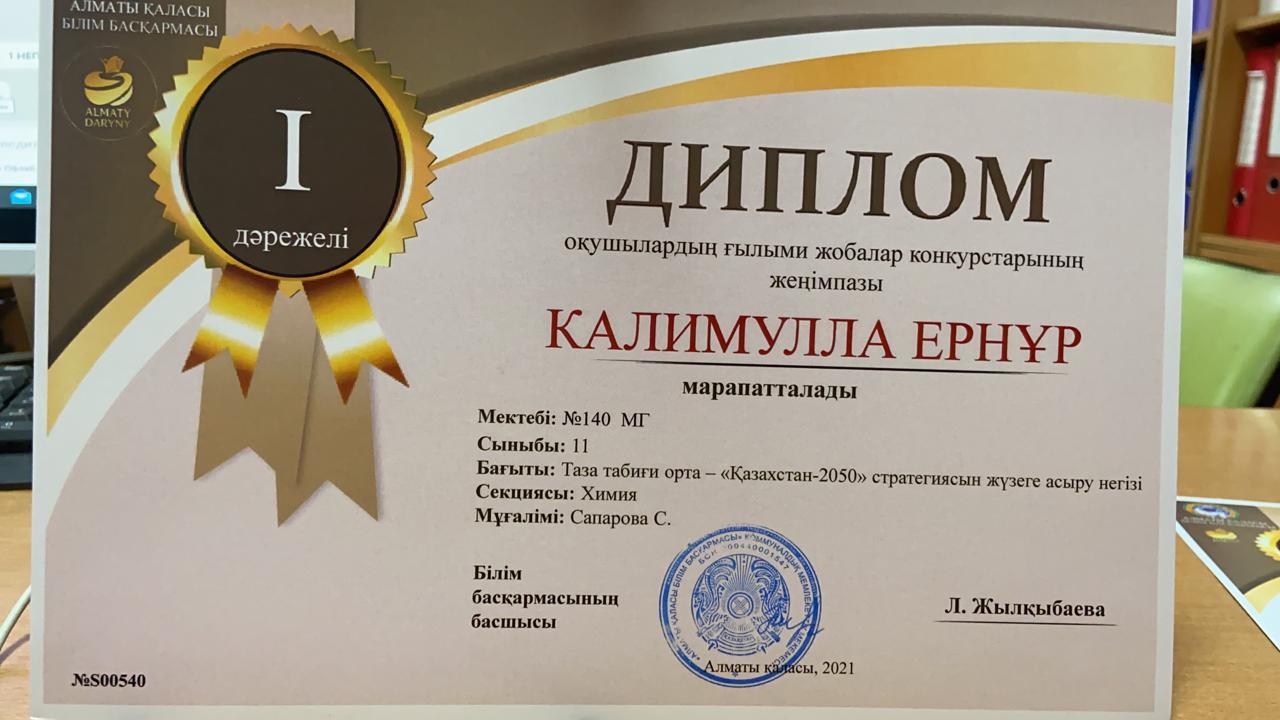 АЛМАТЫ ҚАЛАСЫ
БІЛІМ БАСҚАРМАСЫ
ALMATY
DARYNY
I
дәрежелі
ДИПЛОМ
оқушылардың ғылыми жобалар конкурстарының
жеңімпазы
ҚАЛИМУЛЛА ЕРНҰР
марапатталады
Мектебі: №140 МГ
Сыныбы: 11
Бағыты: Таза табиғи орта – «Қазахстан-2050» стратегиясын жүзеге асыру негізі
Секциясы: Химия
Мұғалімі: Сапарова С.
Білім
басқармасының
басшысы
Л. Жылқыбаева
Алматы қаласы, 2021
№S00540